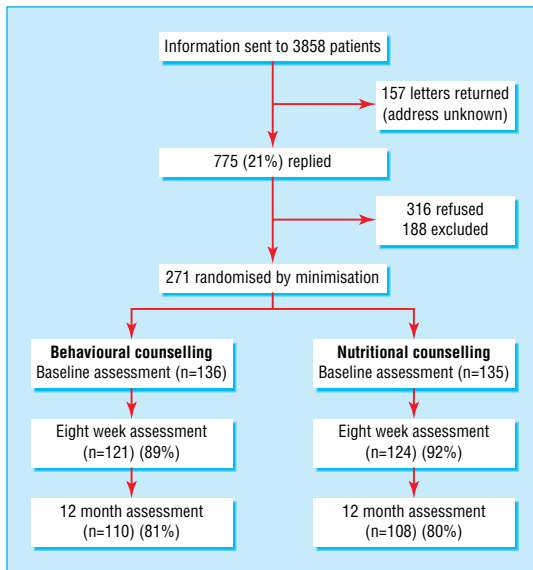 Information sent to 3858 patients
157 letters returned
(address unknown)
775 (21%) replied
316 refused
188 excluded
271 randomised by minimisation
Behavioural counselling
Baseline assessment (n=136)
Nutritional counselling
Baseline assessment (n=135)
Eight week assessment
(n=121) (89%)
Eight week assessment
(n=124) (92%)
12 month assessment
(n=110) (81%)
12 month assessment
(n=108) (80%)